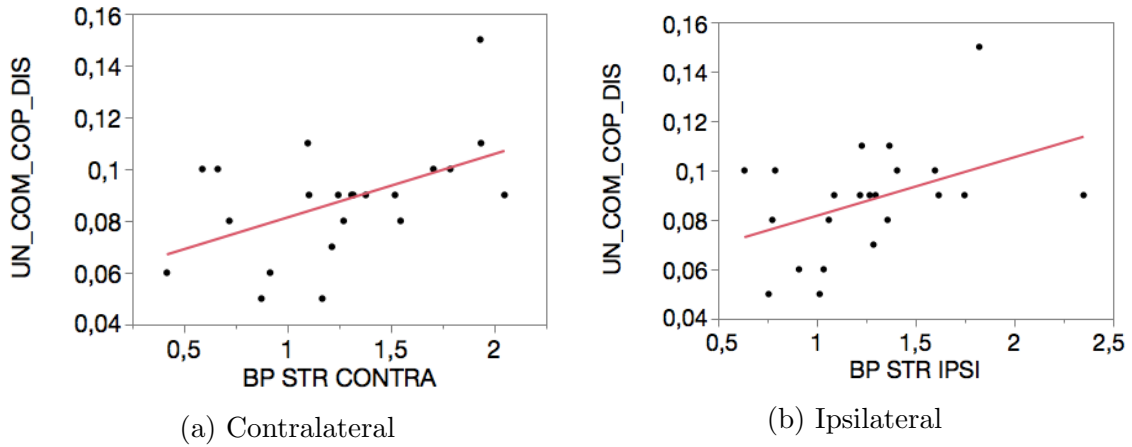 0,16
0,14
0,12
0,1
0,08
0,06
0,04
UN_COM_COP_DIS
0,5 1 1,5 2
BP STR CONTRA
(a) Contralateral
0,16
0,14
0,12
0,1
0,08
0,06
0,04
UN_COM_COP_DIS
0,5 1 1,5 2 2,5
BP STR IPSI
(b) Ipsilateral